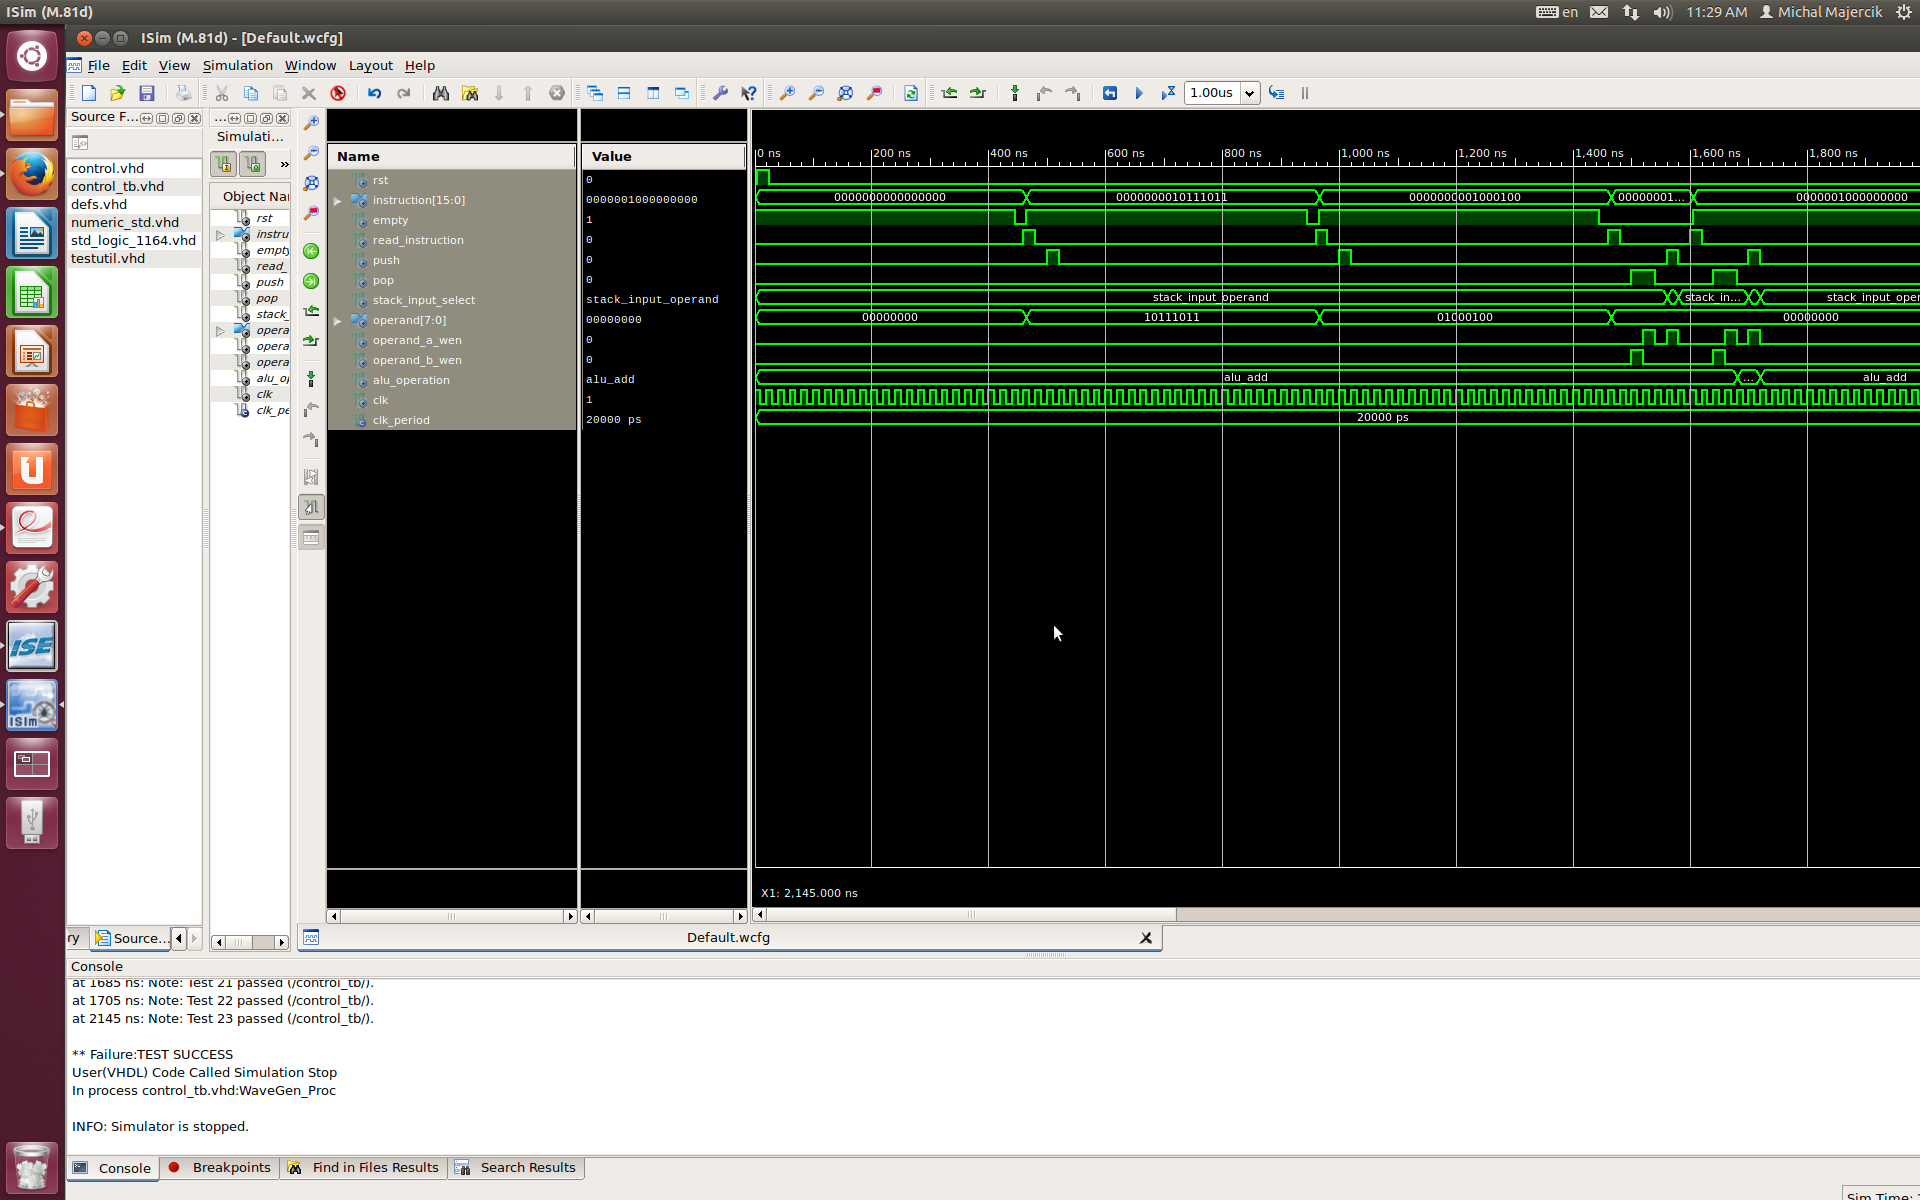 ISim (M.81d)
en 11:29 AM Michal Majercik
ISim (M.81d) - [Default.wcfg]
File Edit View Simulation Window Layout Help
1.00us
Source F...
...
control.vhd
control_tb.vhd
defs.vhd
numeric_std.vhd
std_logic_1164.vhd
testutil.vhd
Simulati...
»
Object Na
rst
instru
empty
read_
push
pop
stack_
opera
opera
opera
alu_op
clk
clk_pe
Name Value
rst 0
instruction[15:0] 0000001000000000
empty 1
read_instruction 0
push 0
pop 0
stack_input_select stack_input_operand
operand[7:0] 00000000
operand_a_wen 0
operand_b_wen 0
alu_operation alu_add
clk 1
clk_period 20000 ps
0 ns 200 ns 400 ns 600 ns 800 ns 1,000 ns 1,200 ns 1,400 ns 1,600 ns 1,800 ns
0000000000000000 0000000010111011 0000000001000100 00000001... 0000001000000000
stack_input_operand stack_in... stack_input_oper
00000000 10111011 01000100 00000000
alu_add ... alu_add
20000 ps
X1: 2,145.000 ns
ry Source...
Default.wcfg
Console
at 1685 ns: Note: Test 21 passed (/control_tb/).
at 1705 ns: Note: Test 22 passed (/control_tb/).
at 2145 ns: Note: Test 23 passed (/control_tb/).
** Failure:TEST SUCCESS
User(VHDL) Code Called Simulation Stop
In process control_tb.vhd:WaveGen_Proc
INFO: Simulator is stopped.
Console Breakpoints Find in Files Results Search Results
Sim Time:
ISE
ISim